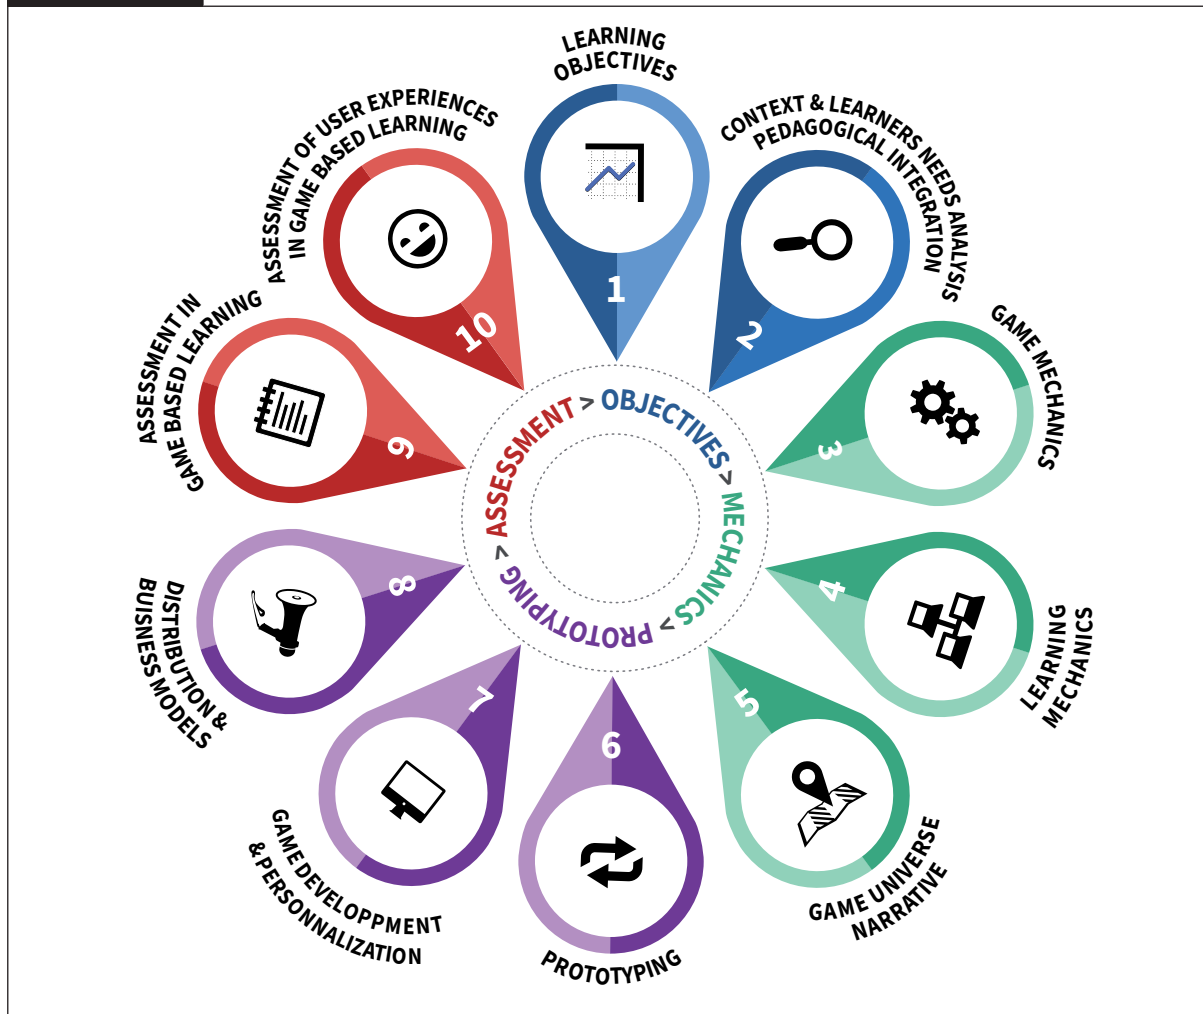 LEARNING
OBJECTIVES
1
CONTEXT & LEARNERS NEEDS ANALYSIS
PEDAGOGICAL INTEGRATION
2
GAME MECHANICS
3
LEARNING
MECHANICS
4
GAME UNIVERSE
NARRATIVE
5
PROTOTYPING
6
GAME DEVELOPPMENT
& PERSONNALIZATION
7
DISTRIBUTION &
BUISNESS MODELS
8
ASSESSMENT IN
GAME BASED LEARNING
9
ASSESSMENT OF USER EXPERIENCES
IN GAME BASED LEARNING
10
OBJECTIVES > MECHANICS > PROTOTYPING > ASSESSMENT >